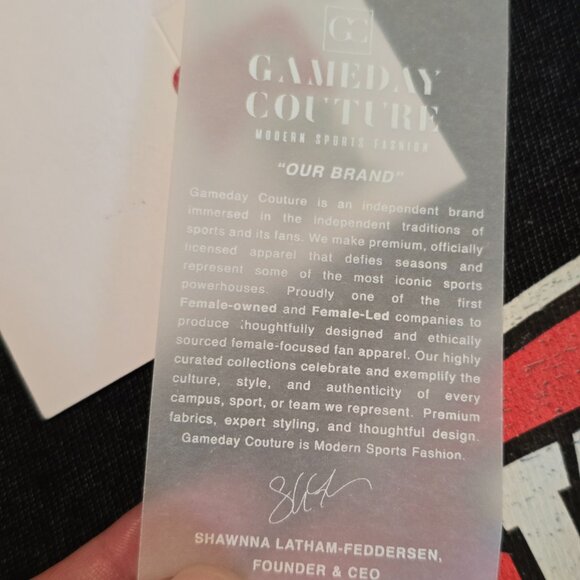 GC
GAMEDAY
COUTURE
MODERN SPORTS FASHION
"OUR BRAND"
Gameday Couture is an independent brand
immersed in the independent traditions of
sports and its fans. We make premium, officially
licensed apparel that defies seasons and
represent some of the most iconic sports
powerhouses. Proudly one of the first
Female-owned and Female-Led companies to
produce thoughtfully designed and ethically
sourced female-focused fan apparel. Our highly
curated collections celebrate and exemplify the
culture, style, and authenticity of every
campus, sport, or team we represent. Premium
fabrics, expert styling, and thoughtful design.
Gameday Couture is Modern Sports Fashion.
SHAWNNA LATHAM-FEDDERSEN,
FOUNDER & CEO